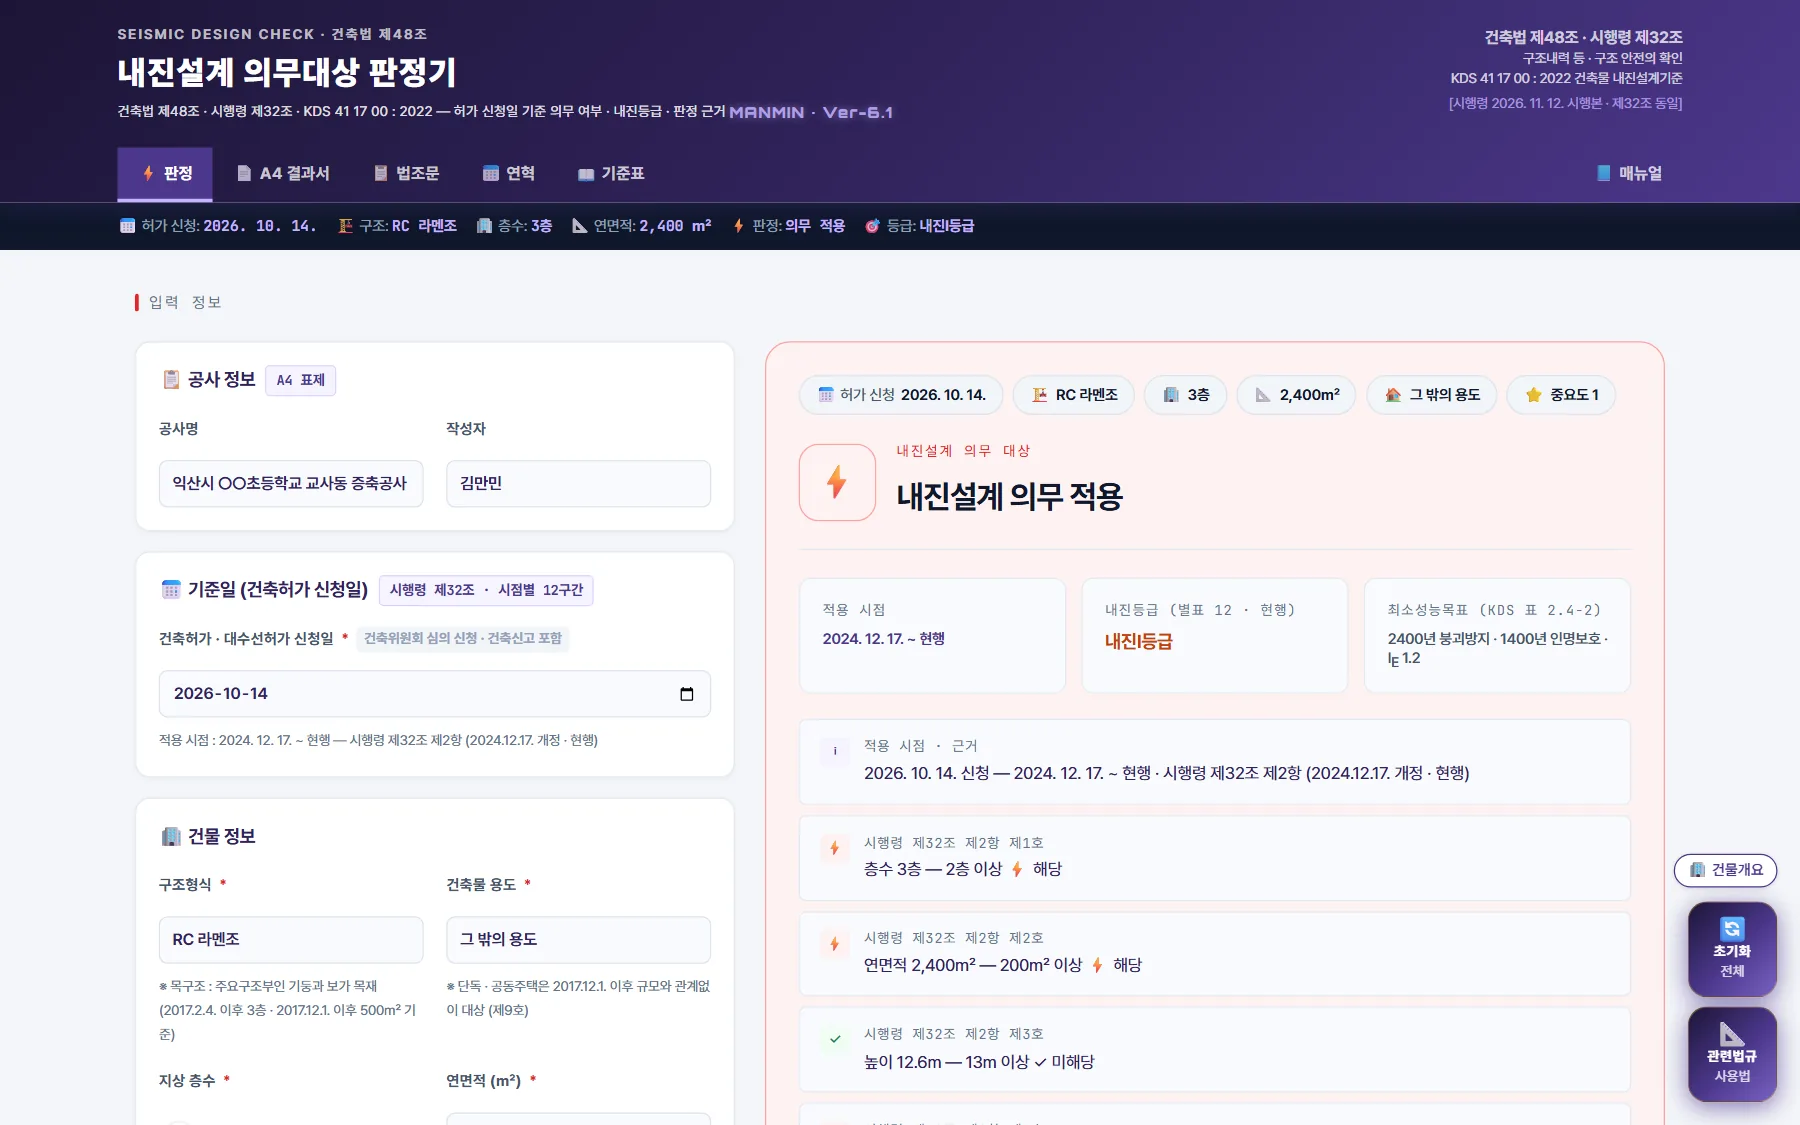 SEISMIC DESIGN CHECK · 건축법 제48조
내진설계 의무대상 판정기
건축법 제48조 · 시행령 제32조 · KDS 41 17 00 : 2022 — 허가 신청일 기준 의무 여부 · 내진등급 · 판정 근거 MANMIN · Ver-6.1
건축법 제48조 · 시행령 제32조
구조내력 등 · 구조 안전의 확인
KDS 41 17 00 : 2022 건축물 내진설계기준
[시행령 2026. 11. 12. 시행본 · 제32조 동일]
판정 A4 결과서 법조문 연혁 기준표 매뉴얼
허가 신청: 2026. 10. 14. 구조: RC 라멘조 층수: 3층 연면적: 2,400 m² 판정: 의무 적용 등급: 내진Ⅰ등급
입력 정보
공사 정보 A4 표제
공사명 작성자
익산시 〇〇초등학교 교사동 증축공사 김만민
기준일 (건축허가 신청일) 시행령 제32조 · 시점별 12구간
건축허가 · 대수선허가 신청일 * 건축위원회 심의 신청 · 건축신고 포함
2026-10-14
적용 시점 : 2024. 12. 17. ~ 현행 — 시행령 제32조 제2항 (2024.12.17. 개정 · 현행)
건물 정보
구조형식 * 건축물 용도 *
RC 라멘조 그 밖의 용도
※ 목구조 : 주요구조부인 기둥과 보가 목재
(2017.2.4. 이후 3층 · 2017.12.1. 이후 500m² 기
준)
※ 단독 · 공동주택은 2017.12.1. 이후 규모와 관계없
이 대상 (제9호)
지상 층수 * 연면적 (m²) *
허가 신청 2026. 10. 14. RC 라멘조 3층 2,400m² 그 밖의 용도 중요도 1
내진설계 의무 대상
내진설계 의무 적용
적용 시점
2024. 12. 17. ~ 현행
내진등급 (별표 12 · 현행)
내진Ⅰ등급
최소성능목표 (KDS 표 2.4-2)
2400년 붕괴방지 · 1400년 인명보호 ·
IE 1.2
i
적용 시점 · 근거
2026. 10. 14. 신청 — 2024. 12. 17. ~ 현행 · 시행령 제32조 제2항 (2024.12.17. 개정 · 현행)
시행령 제32조 제2항 제1호
층수 3층 — 2층 이상 ⚡ 해당
시행령 제32조 제2항 제2호
연면적 2,400m² — 200m² 이상 ⚡ 해당
시행령 제32조 제2항 제3호
높이 12.6m — 13m 이상 ✓ 미해당
건물개요
초기화
전체
관련법규
사용법